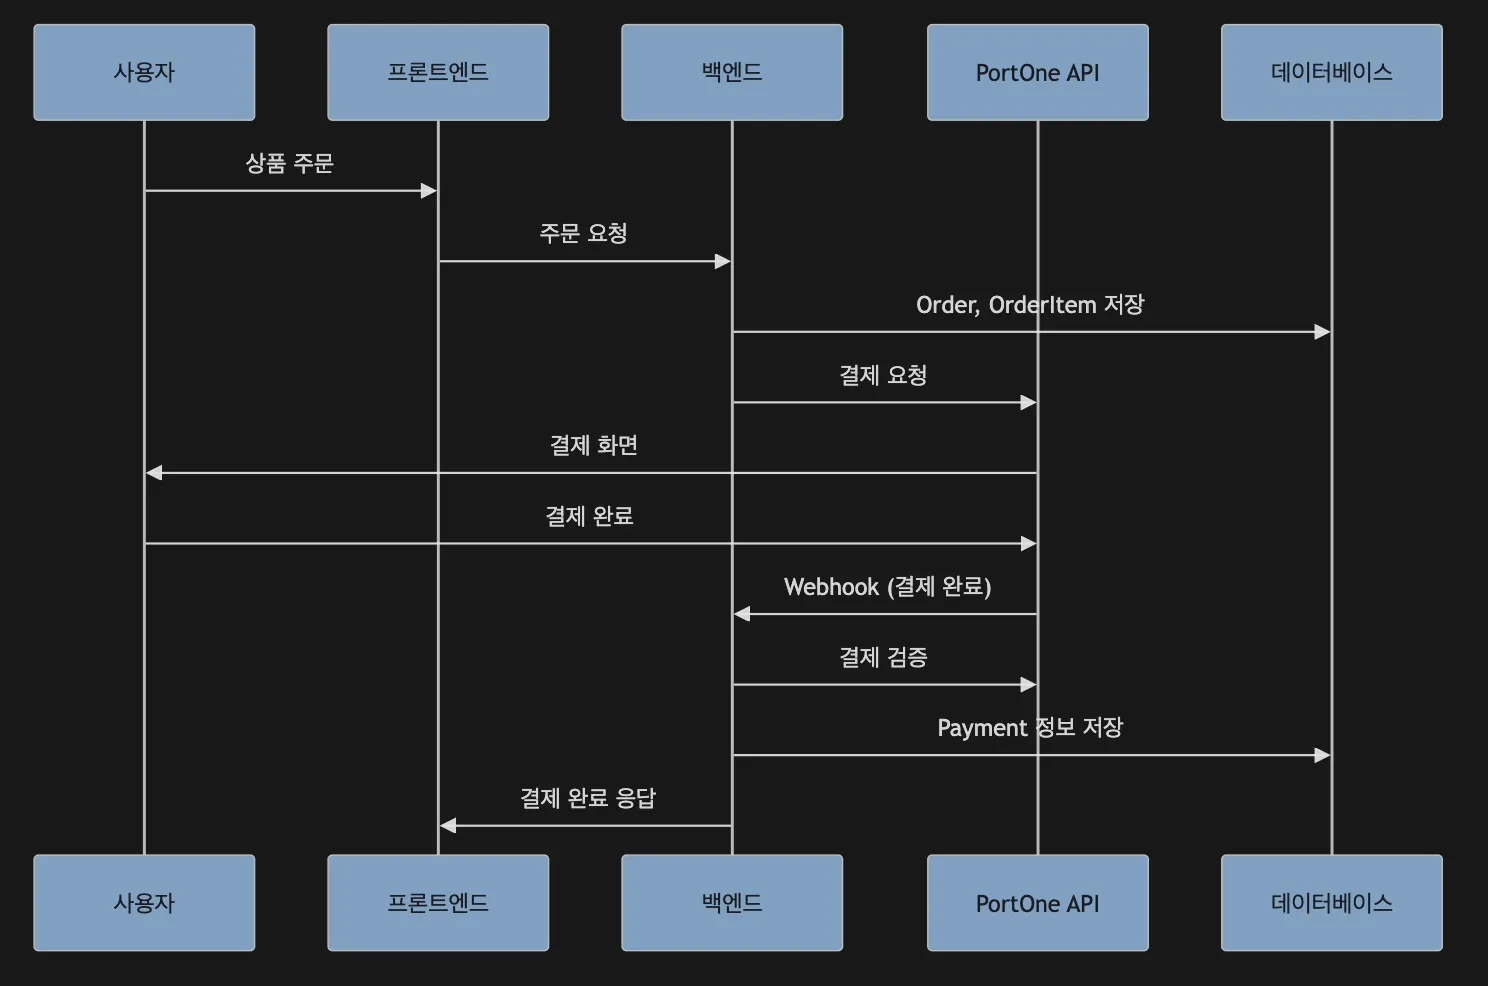 사용자
프론트엔드
백엔드
PortOne API
데이터베이스
상품 주문
주문 요청
Order, OrderItem 저장
결제 요청
결제 화면
결제 완료
Webhook (결제 완료)
결제 검증
Payment 정보 저장
결제 완료 응답
사용자
프론트엔드
백엔드
PortOne API
데이터베이스